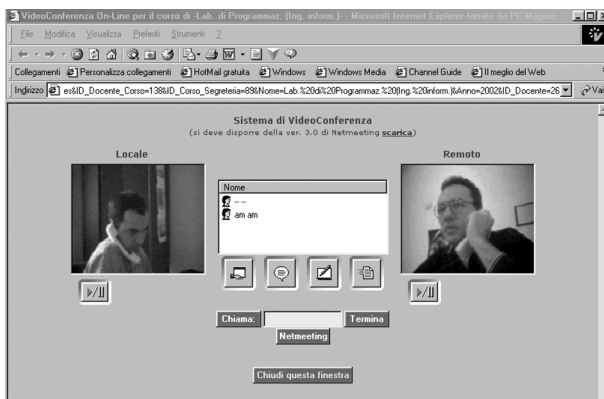 VideoConferenza On-Line per il corso di -Lab. di Programmaz. (Ing. inform.)- - Microsoft Internet Explorer fornito da PC Magazin
File Modifica Visualizza Preferiti Strumenti ?
Collegamenti Personalizza collegamenti HotMail gratuita Windows Windows Media Channel Guide Il meglio del Web
Indirizzo es&ID_Docente_Corso=138&ID_Corso_Segreteria=89&Nome=Lab.%20di%20Programmaz.%20(Ing.%20inform.)&Anno=2002&ID_Docente=26 Vai
Sistema di VideoConferenza
(si deve disporre della ver. 3.0 di Netmeeting scarica)
Locale
Remoto
Nome
-- --
am am
Chiama: Termina
Netmeeting
Chiudi questa finestra